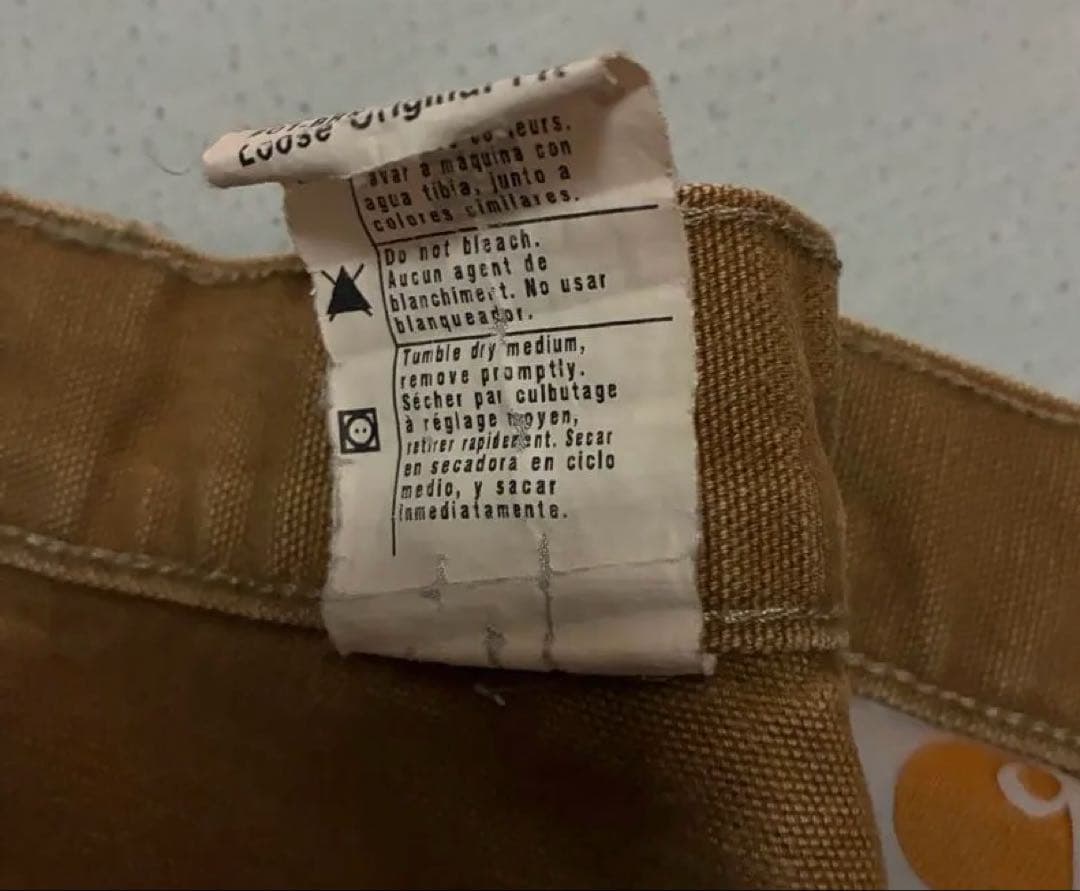 Loose Original Fit
leurs.
avar a maquina con
agua tibia, junto a
colores similares.
Do not bleach.
Aucun agent de
blanchiment. No usar
blanqueador.
Tumble dry medium,
remove promptly.
Sécher par culbutage
à réglage moyen,
retirer rapidement. Secar
en secadora en ciclo
medio, y sacar
inmediatamente.